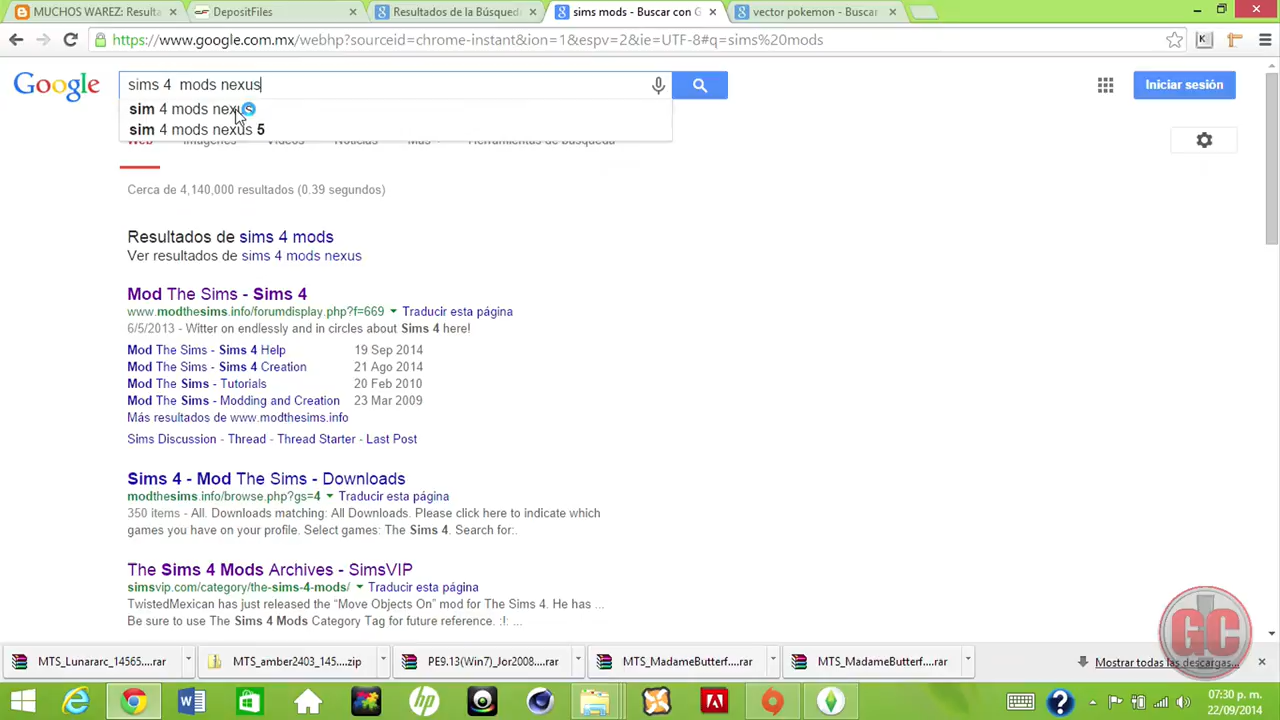 MUCHOS WAREZ: Resulta
DepositFiles
Resultados de la Búsqued
sims mods - Buscar con G
vector pokemon - Buscar
https://www.google.com.mx/webhp?sourceid=chrome-instant&ion=1&espv=2&ie=UTF-8#q=sims%20mods
Google
sims 4  mods nexus
Iniciar sesión
sim 4 mods nexus
sim 4 mods nexus 5
Web Imágenes Vídeos Noticias Más Herramientas de búsqueda
Cerca de 4,140,000 resultados (0.39 segundos)
Resultados de sims 4 mods
Ver resultados de sims 4 mods nexus
Mod The Sims - Sims 4
www.modthesims.info/forumdisplay.php?f=669 Traducir esta página
6/5/2013 - Witter on endlessly and in circles about Sims 4 here!
Mod The Sims - Sims 4 Help 19 Sep 2014
Mod The Sims - Sims 4 Creation 21 Ago 2014
Mod The Sims - Tutorials 20 Feb 2010
Mod The Sims - Modding and Creation 23 Mar 2009
Más resultados de www.modthesims.info
Sims Discussion - Thread - Thread Starter - Last Post
Sims 4 - Mod The Sims - Downloads
modthesims.info/browse.php?gs=4 Traducir esta página
350 items - All. Downloads matching: All Downloads. Please click here to indicate which
games you have on your profile. Select games: The Sims 4. Search for:.
The Sims 4 Mods Archives - SimsVIP
simsvip.com/category/the-sims-4-mods/ Traducir esta página
TwistedMexican has just released the “Move Objects On” mod for The Sims 4. He has ...
Be sure to use The Sims 4 Mods Category Tag for future reference. :!: ...
GC
MTS_Lunararc_14565....rar
MTS_amber2403_145....zip
PE9.13(Win7)_Jor2008....rar
MTS_MadameButterf....rar
MTS_MadameButterf....rar
Mostrar todas las descargas...
07:30 p. m.
22/09/2014